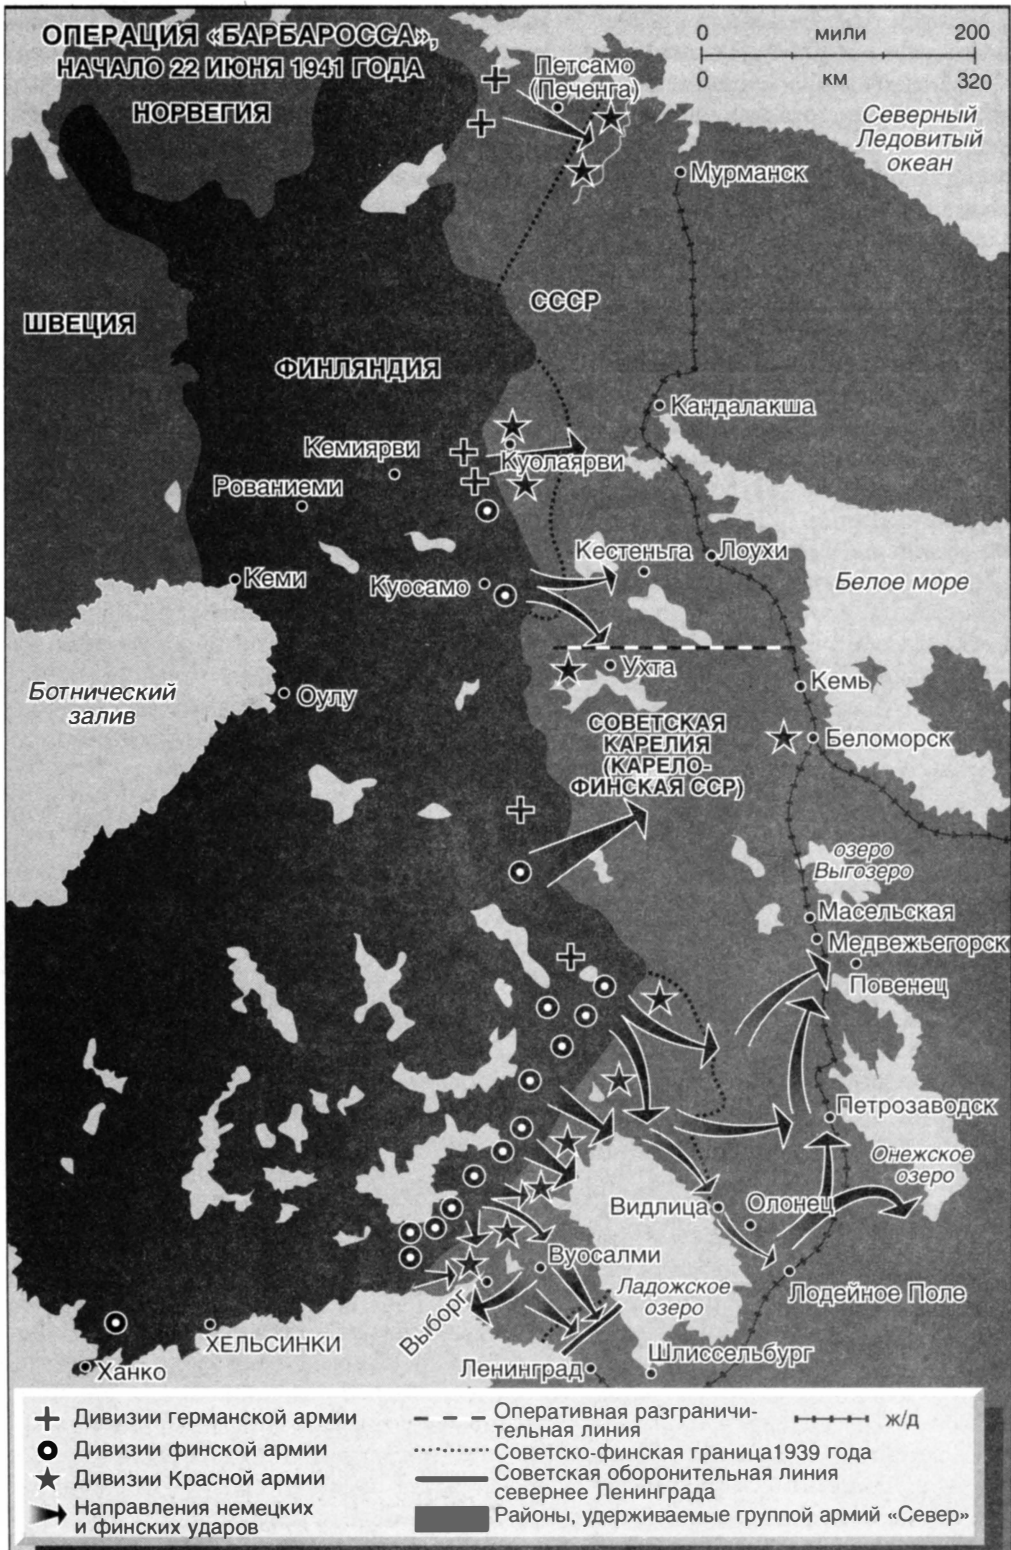 ОПЕРАЦИЯ «БАРБАРОССА»,
НАЧАЛО 22 ИЮНЯ 1941 ГОДА
0 мили 200
0 км 320
НОРВЕГИЯ
Петсамо
(Печенга)
Северный
Ледовитый
океан
Мурманск
СССР
ШВЕЦИЯ
ФИНЛЯНДИЯ
Кандалакша
Кемиярви
Куолаярви
Рованиеми
Кестеньга
Лоухи
Кеми
Куосамо
Белое море
Ухта
Кемь
Ботнический
залив
Оулу
СОВЕТСКАЯ
КАРЕЛИЯ
(КАРЕЛО-
ФИНСКАЯ ССР)
Беломорск
озеро
Выгозеро
Масельская
Медвежьегорск
Повенец
Петрозаводск
Онежское
озеро
Видлица
Олонец
Вуосалми
Ладожское
озеро
Лодейное Поле
Выборг
ХЕЛЬСИНКИ
Ханко
Ленинград
Шлиссельбург
Дивизии германской армии
Дивизии финской армии
Дивизии Красной армии
Направления немецких
и финских ударов
Оперативная разграничи-
тельная линия
Советско-финская граница1939 года
Советская оборонительная линия
севернее Ленинграда
Районы, удерживаемые группой армий «Север»
ж/д